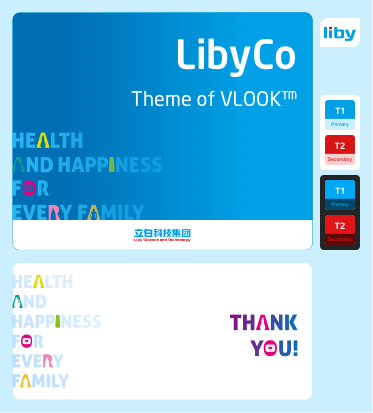 LibyCo
Theme of VLOOK™
HEALTH
AND HAPPINESS
FOR
EVERY FAMILY
立白科技集团
Liby Science and Technology
liby
T1
Primary
T2
Secondary
T1
Primary
T2
Secondary
HEALTH
AND
HAPPINESS
FOR
EVERY
FAMILY
THANK
YOU!